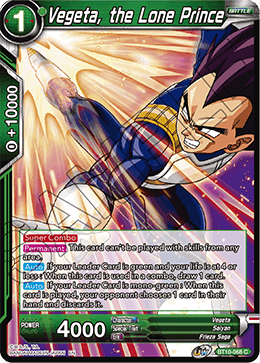 1
Vegeta, the Lone Prince
BATTLE
+10000
Super Combo
Permanent This card can't be played with skills from any
area.
Auto If your Leader Card is green and your life is at 4 or
less : When this card is used in a combo, draw 1 card.
Auto If your Leader Card is mono-green : When this
card is played, your opponent chooses 1 card in their
hand and discards it.
POWER
4000
Character
Vegeta
Special Trait
Saiyan
Era
Frieza Saga
BT10-068 C